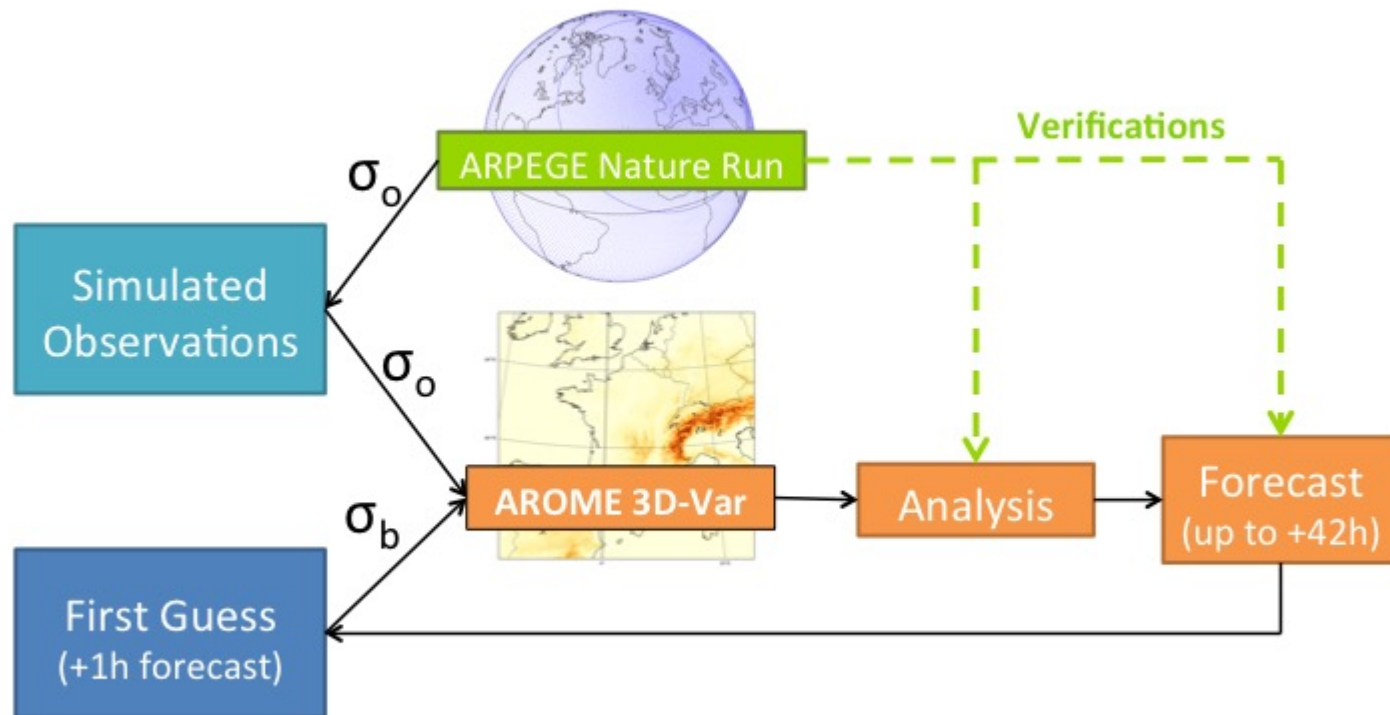 Verifications
ARPEGE Nature Run
σo
Simulated
Observations
σo
AROME 3D-Var
Analysis
Forecast
(up to +42h)
σb
First Guess
(+1h forecast)